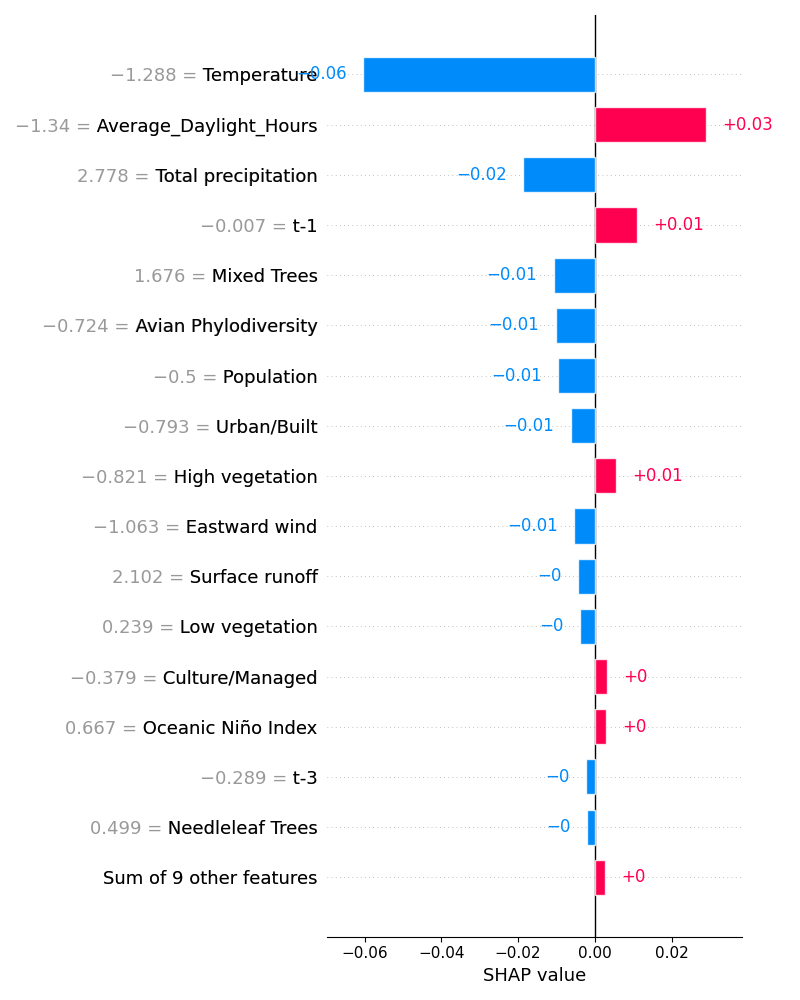 −1.288 = Temperature −0.06
−1.34 = Average_Daylight_Hours +0.03
2.778 = Total precipitation −0.02
−0.007 = t-1 +0.01
1.676 = Mixed Trees −0.01
−0.724 = Avian Phylodiversity −0.01
−0.5 = Population −0.01
−0.793 = Urban/Built −0.01
−0.821 = High vegetation +0.01
−1.063 = Eastward wind −0.01
2.102 = Surface runoff −0
0.239 = Low vegetation −0
−0.379 = Culture/Managed +0
0.667 = Oceanic Niño Index +0
−0.289 = t-3 −0
0.499 = Needleleaf Trees −0
Sum of 9 other features +0
−0.06 −0.04 −0.02 0.00 0.02
SHAP value